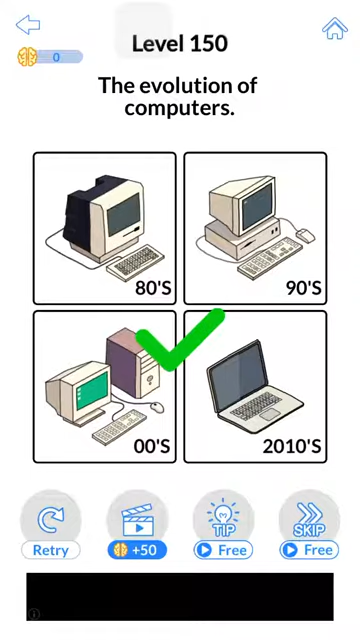 Level 150
0
The evolution of
computers.
80'S
90'S
00'S
2010'S
TIP
SKIP
Retry
+50
Free
Free